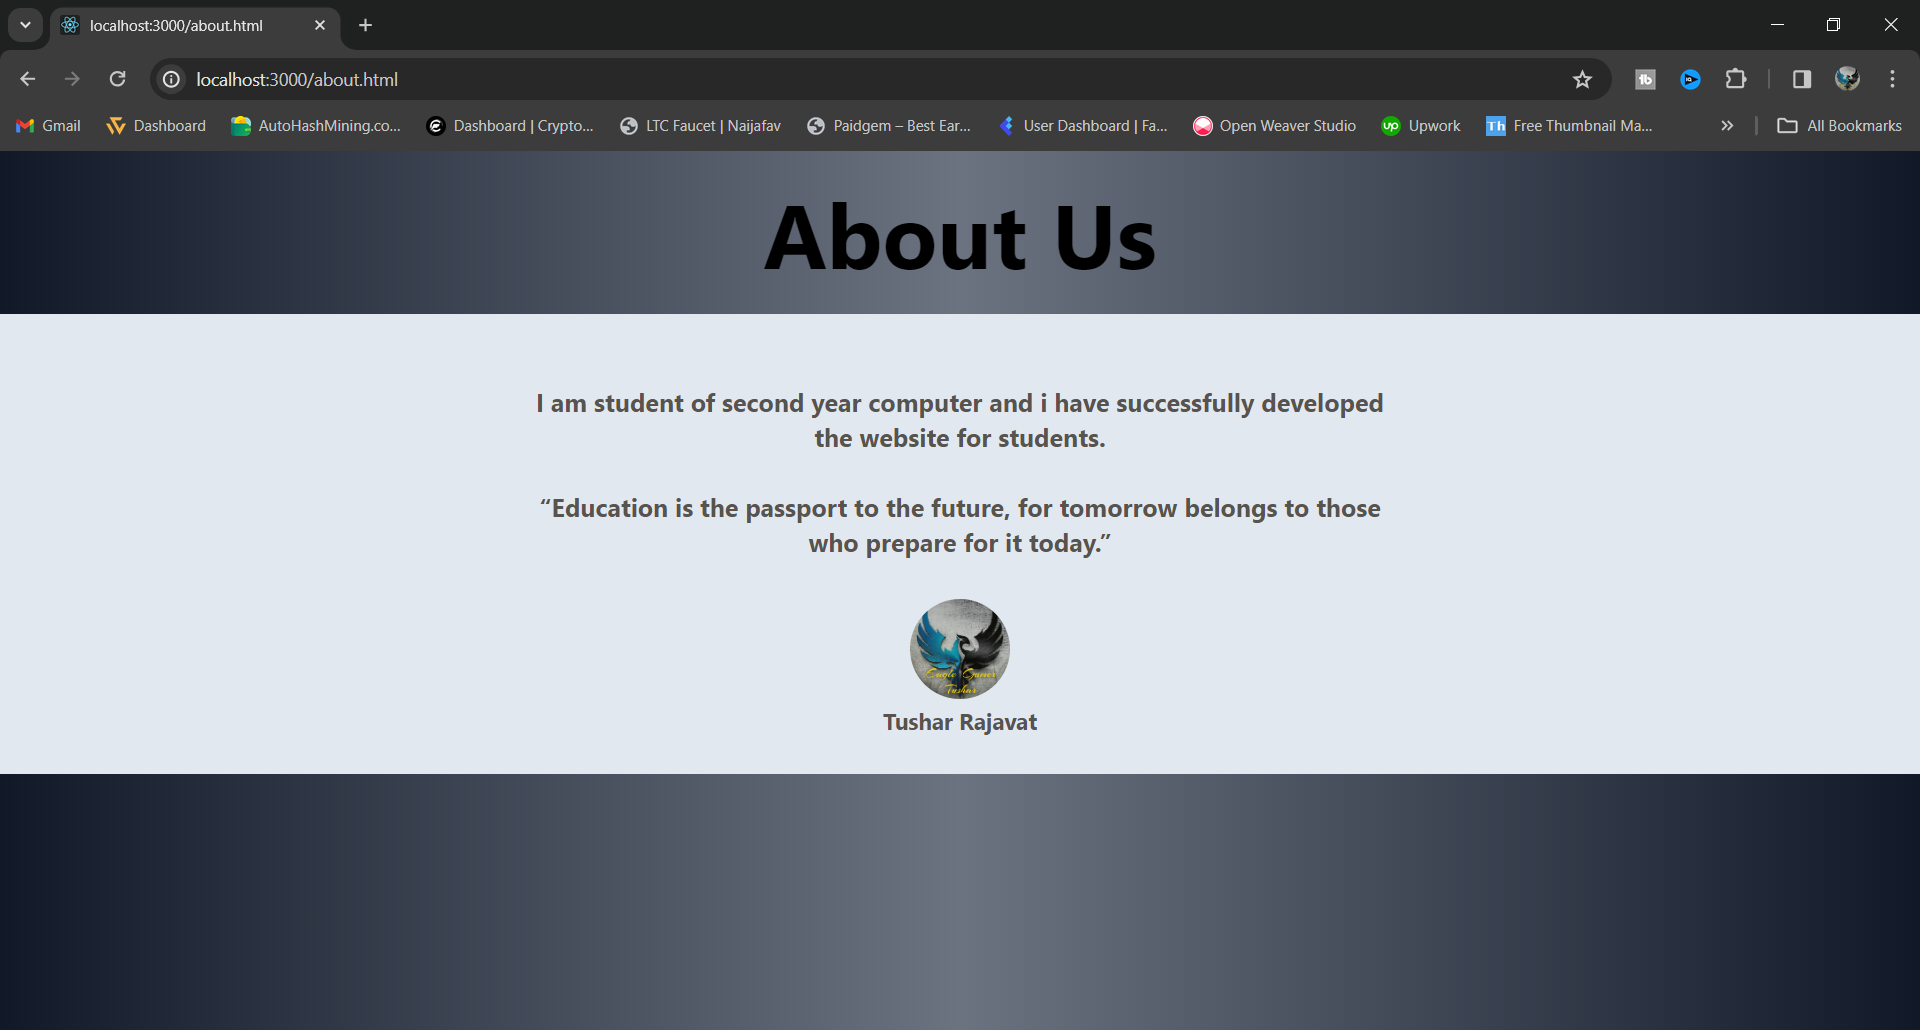 localhost:3000/about.html
localhost:3000/about.html
Gmail
Dashboard
AutoHashMining.co...
Dashboard | Crypto...
LTC Faucet | Naijafav
Paidgem – Best Ear...
User Dashboard | Fa...
Open Weaver Studio
up
Upwork
Th
Free Thumbnail Ma...
All Bookmarks
About Us
I am student of second year computer and i have successfully developed
the website for students.
“Education is the passport to the future, for tomorrow belongs to those
who prepare for it today.”
Eagle Gamer
Tushar
Tushar Rajavat